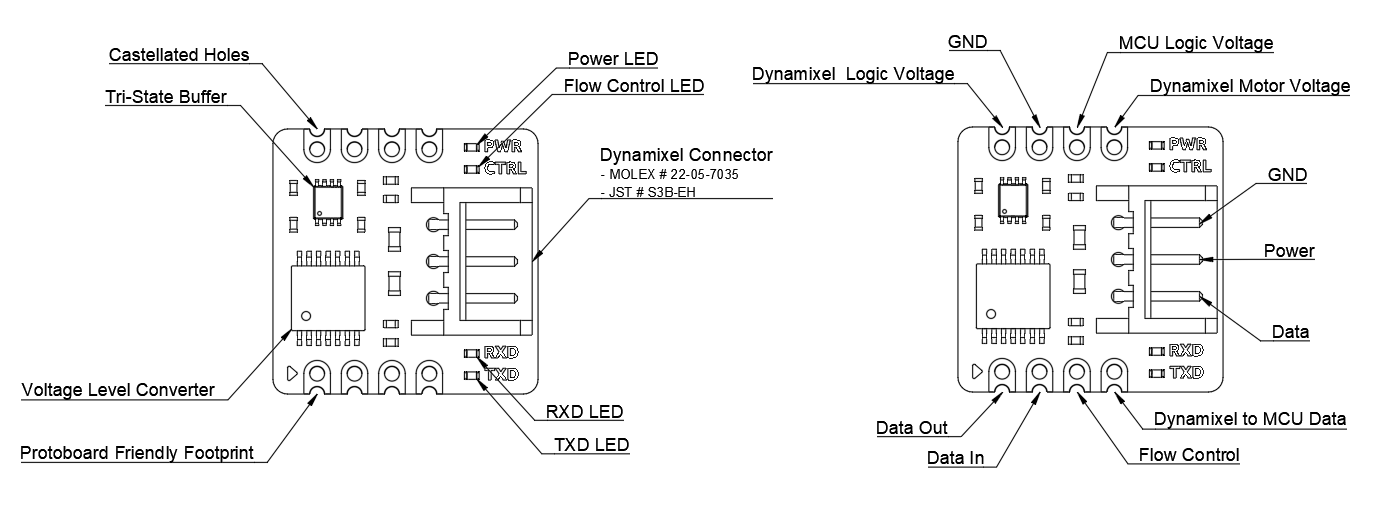 Castellated Holes
Tri-State Buffer
Power LED
Flow Control LED
PWR
CTRL
Dynamixel Connector
- MOLEX # 22-05-7035
- JST # S3B-EH
Voltage Level Converter
Protoboard Friendly Footprint
RXD
TXD
RXD LED
TXD LED
GND
MCU Logic Voltage
Dynamixel Logic Voltage
Dynamixel Motor Voltage
PWR
CTRL
GND
Power
Data
RXD
TXD
Data Out
Data In
Dynamixel to MCU Data
Flow Control